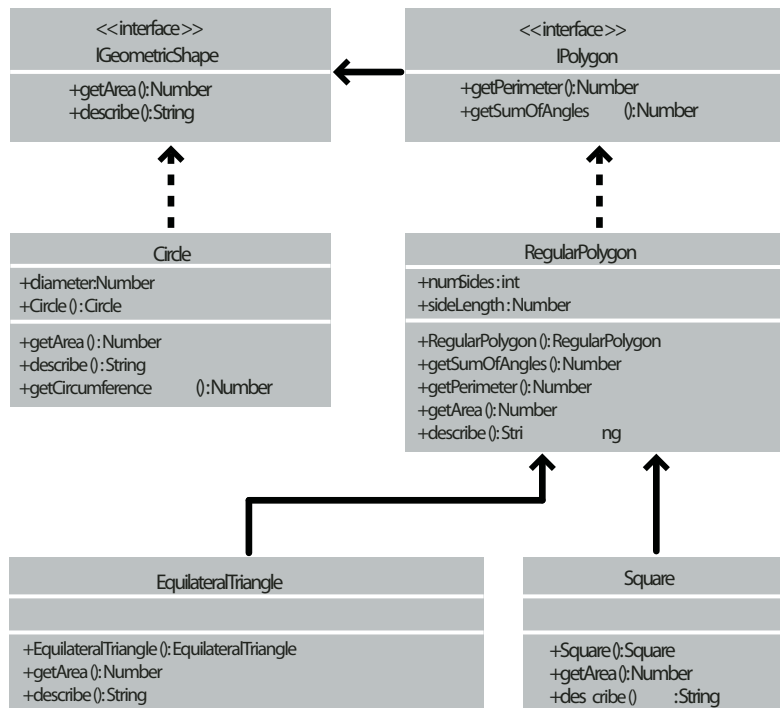 <<interface>>
IGeometricShape
+getArea():Number
+describe():String
<<interface>>
IPolygon
+getPerimeter():Number
+getSumOfAngles ():Number
Circle
+diameter:Number
+Circle():Circle
+getArea():Number
+describe():String
+getCircumference ():Number
RegularPolygon
+numSides:int
+sideLength:Number
+RegularPolygon():RegularPolygon
+getSumOfAngles():Number
+getPerimeter():Number
+getArea():Number
+describe():Stri ng
EquilateralTriangle
+EquilateralTriangle():EquilateralTriangle
+getArea():Number
+describe():String
Square
+Square():Square
+getArea():Number
+des cribe() :String